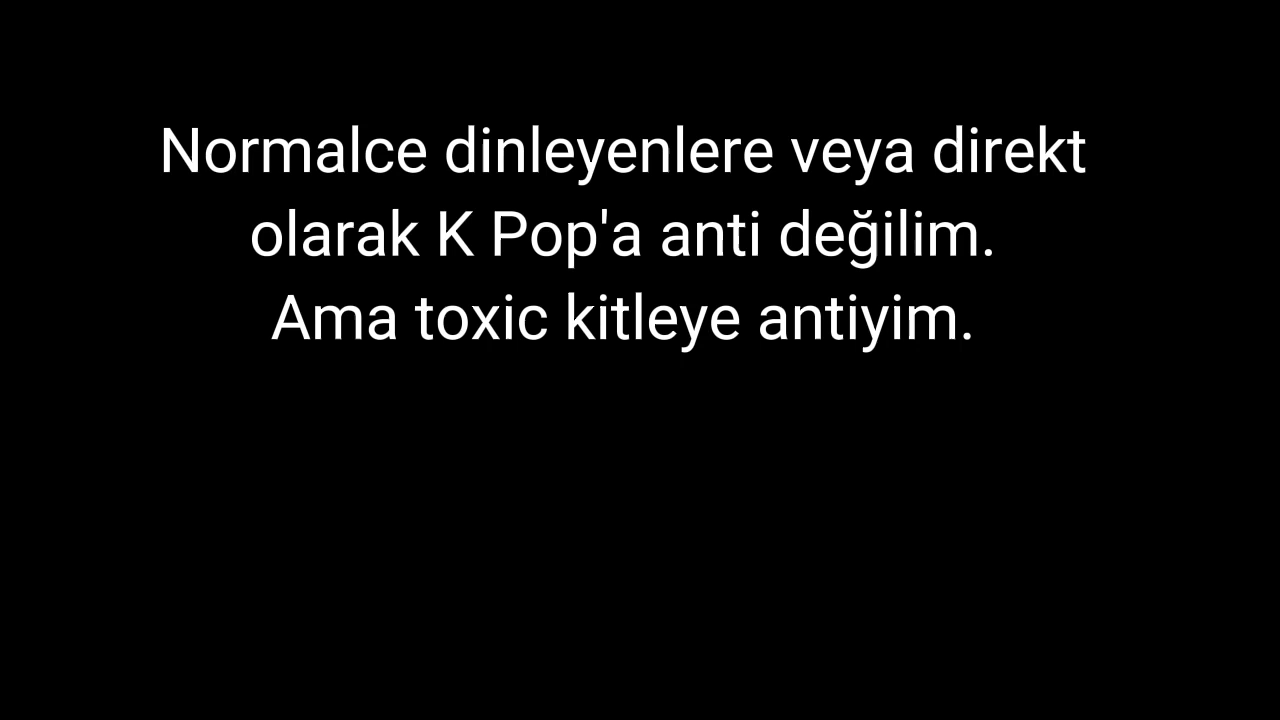 Normalce dinleyenlere veya direkt
olarak K Pop'a anti değilim.
Ama toxic kitleye antiyim.